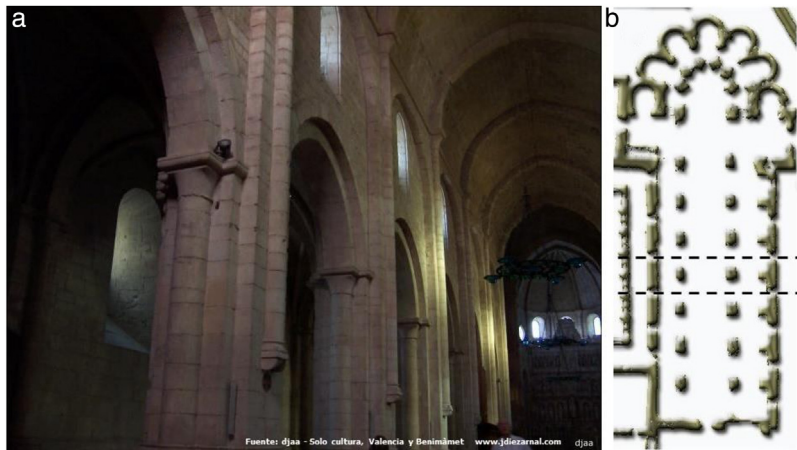 a
b
Fuente: djaa - Solo cultura, Valencia y Benimàmet www.jdiezarnal.com djaa